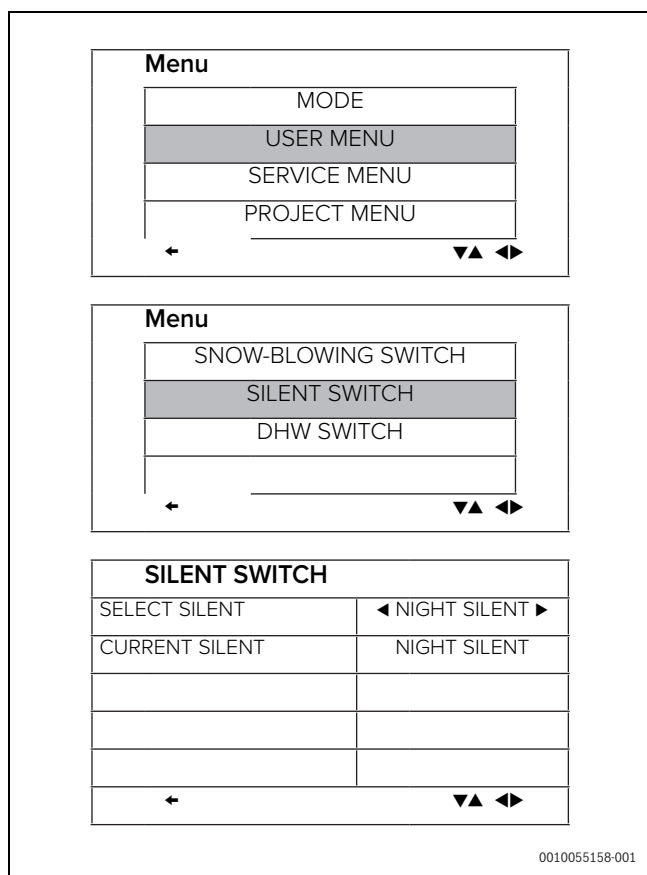 Menu
MODE
USER MENU
SERVICE MENU
PROJECT MENU
← ▼▲ ◀▶
Menu
SNOW-BLOWING SWITCH
SILENT SWITCH
DHW SWITCH
← ▼▲ ◀▶
SILENT SWITCH
SELECT SILENT ◀ NIGHT SILENT ▶
CURRENT SILENT NIGHT SILENT
← ▼▲ ◀▶
0010055158-001